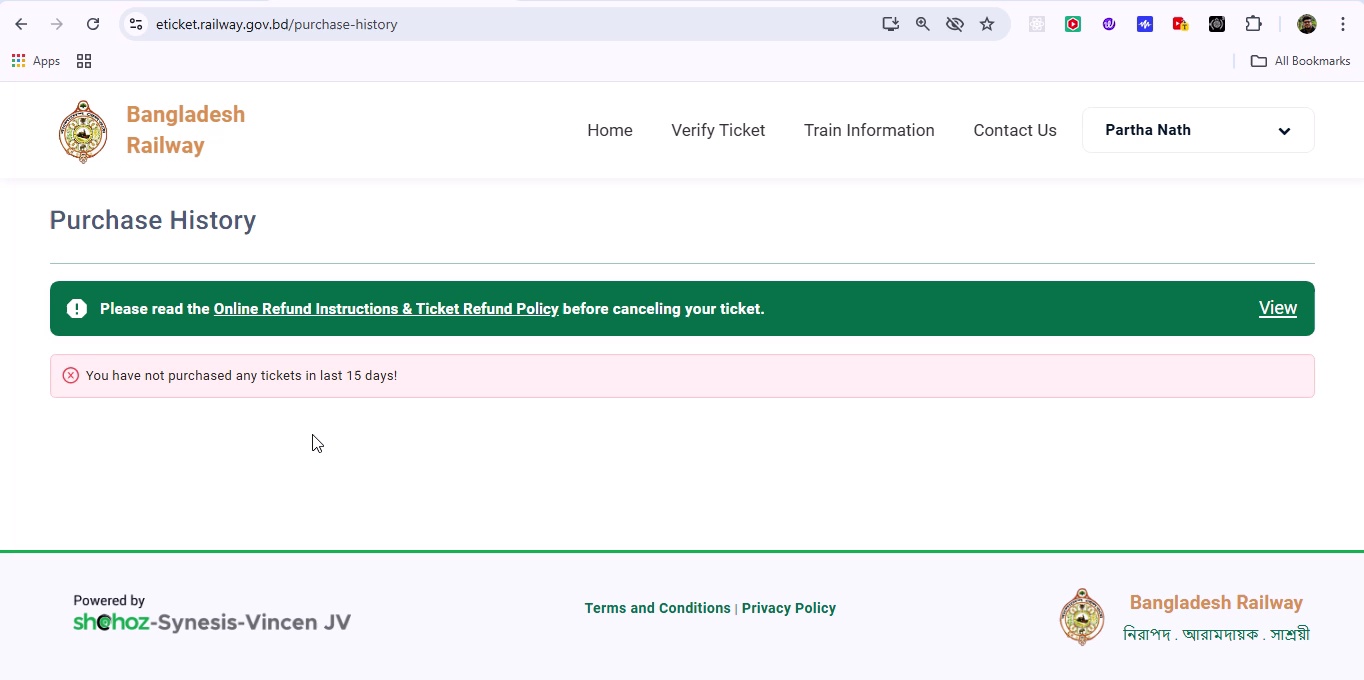 eticket.railway.gov.bd/purchase-history
Apps
All Bookmarks
Bangladesh
Railway
Home
Verify Ticket
Train Information
Contact Us
Partha Nath
Purchase History
Please read the Online Refund Instructions & Ticket Refund Policy before canceling your ticket.
View
You have not purchased any tickets in last 15 days!
Powered by
shohoz-Synesis-Vincen JV
Terms and Conditions | Privacy Policy
Bangladesh Railway
নিরাপদ . আরামদায়ক . সাশ্রয়ী